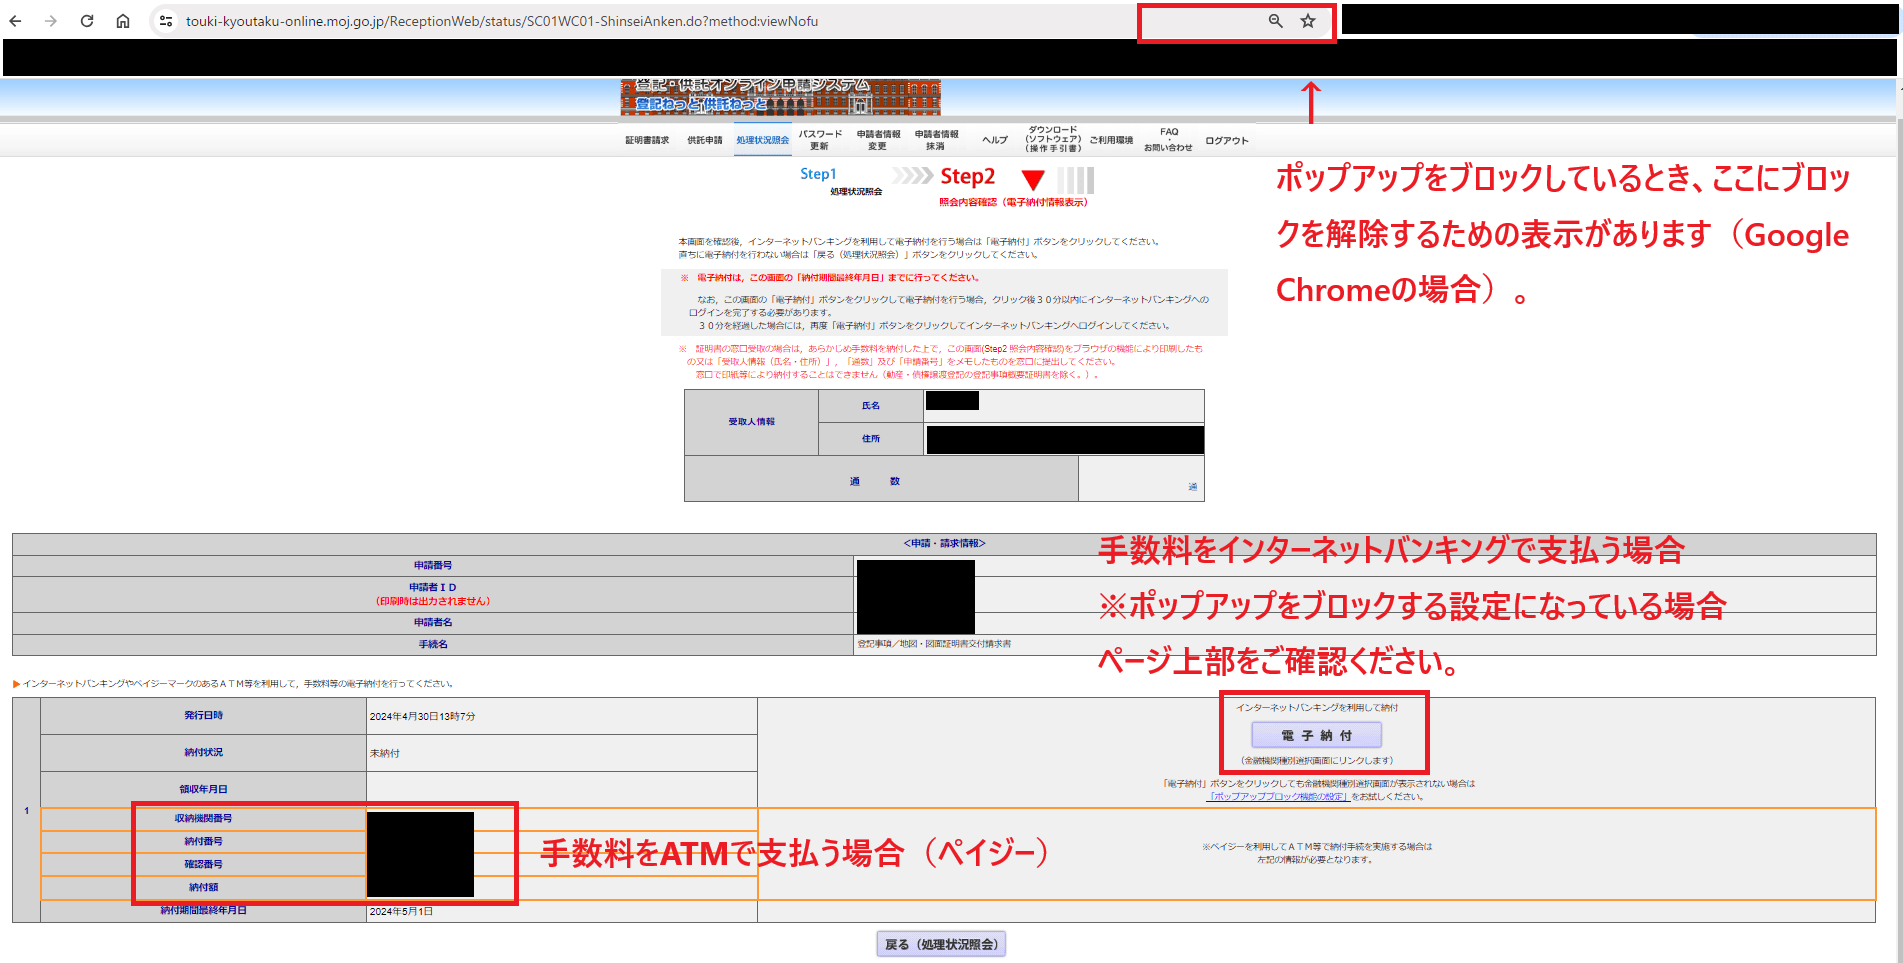 touki-kyoutaku-online.moj.go.jp/ReceptionWeb/status/SC01WC01-ShinseiAnken.do?method:viewNofu
登記・供託オンライン申請システム
登記ねっと 供託ねっと
証明書請求
供託申請
処理状況照会
パスワード
更新
申請者情報
変更
申請者情報
抹消
ヘルプ
ダウンロード
(ソフトウェア)
(操作手引書)
ご利用環境
FAQ
・
お問い合わせ
ログアウト
Step1
処理状況照会
Step2
照会内容確認（電子納付情報表示）
ポップアップをブロックしているとき、ここにブロッ
クを解除するための表示があります（Google
Chromeの場合）。
本画面を確認後，インターネットバンキングを利用して電子納付を行う場合は「電子納付」ボタンをクリックしてください。
直ちに電子納付を行わない場合は「戻る（処理状況照会）」ボタンをクリックしてください。
※　電子納付は，この画面の「納付期間最終年月日」までに行ってください。
なお，この画面の「電子納付」ボタンをクリックして電子納付を行う場合，クリック後３０分以内にインターネットバンキングへの
ログインを完了する必要があります。
３０分を経過した場合には，再度「電子納付」ボタンをクリックしてインターネットバンキングへログインしてください。
※　証明書の窓口受取の場合は，あらかじめ手数料を納付した上で，この画面(Step2 照会内容確認)をブラウザの機能により印刷したも
の又は「受取人情報（氏名・住所）」，「通数」及び「申請番号」をメモしたものを窓口に提出してください。
窓口で印紙等により納付することはできません（動産・債権譲渡登記の登記事項概要証明書を除く。）。
受取人情報
氏名
住所
通　数
通
＜申請・請求情報＞
申請番号
申請者ＩＤ
（印刷時は出力されません）
申請者名
手続名
登記事項／地図・図面証明書交付請求書
手数料をインターネットバンキングで支払う場合
※ポップアップをブロックする設定になっている場合
ページ上部をご確認ください。
インターネットバンキングやペイジーマークのあるＡＴＭ等を利用して，手数料等の電子納付を行ってください。
1
発行日時
2024年4月30日13時7分
納付状況
未納付
領収年月日
収納機関番号
納付番号
確認番号
納付額
納付期間最終年月日
2024年5月1日
手数料をATMで支払う場合（ペイジー）
インターネットバンキングを利用して納付
電 子 納 付
（金融機関種別選択画面にリンクします）
「電子納付」ボタンをクリックしても金融機関種別選択画面が表示されない場合は
「ポップアップブロック機能の設定」をお試しください。
※ペイジーを利用してＡＴＭ等で納付手続を実施する場合は
左記の情報が必要となります。
戻る（処理状況照会）